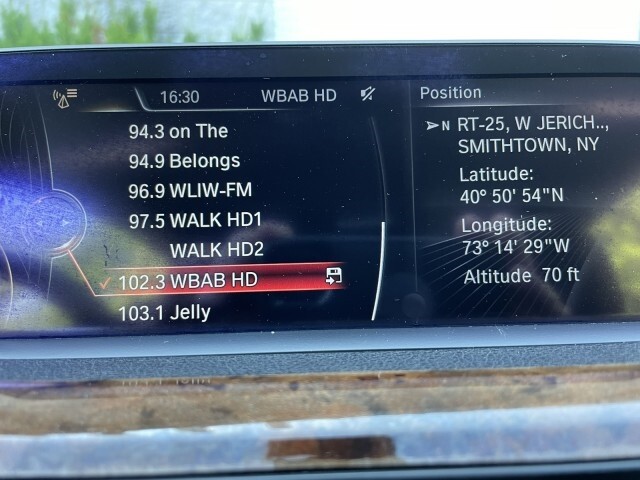 16:30 WBAB HD
94.3 on The
94.9 Belongs
96.9 WLIW-FM
97.5 WALK HD1
WALK HD2
102.3 WBAB HD
103.1 Jelly
Position
N RT-25, W JERICH..,
SMITHTOWN, NY
Latitude:
40° 50' 54"N
Longitude:
73° 14' 29"W
Altitude 70 ft